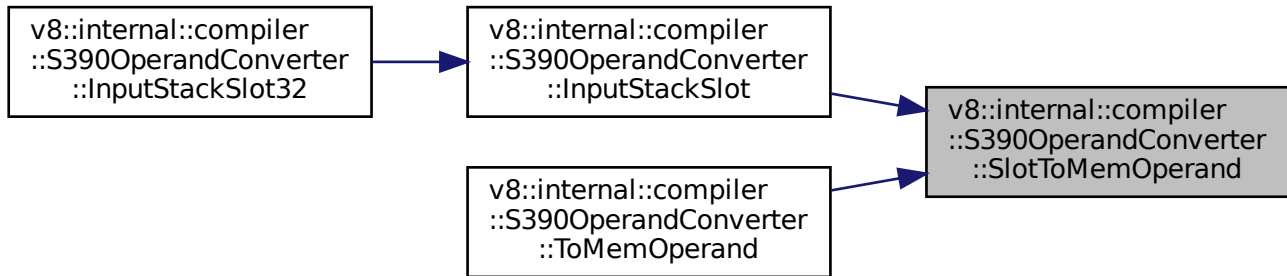 v8::internal::compiler
::S390OperandConverter
::InputStackSlot32
v8::internal::compiler
::S390OperandConverter
::InputStackSlot
v8::internal::compiler
::S390OperandConverter
::SlotToMemOperand
v8::internal::compiler
::S390OperandConverter
::ToMemOperand